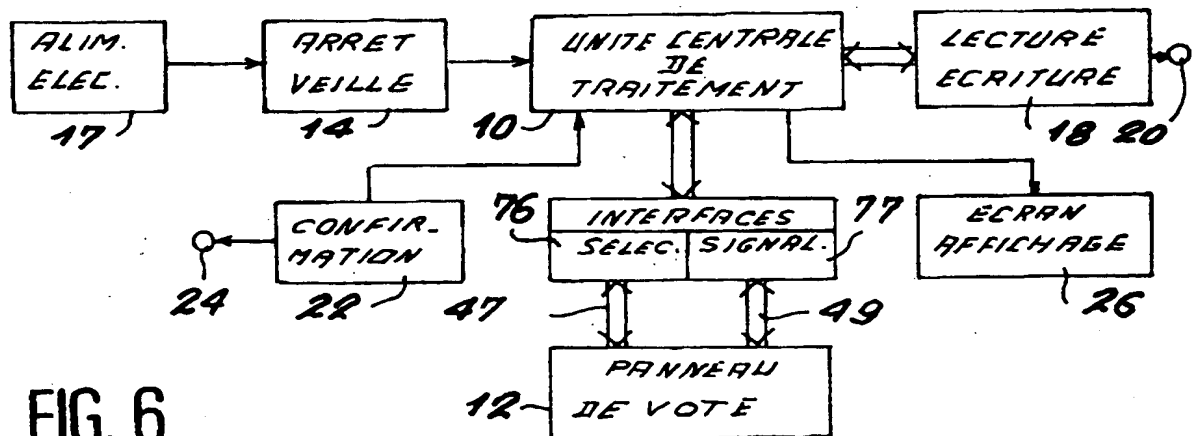 ALIM.
ELEC.
17
ARRET
VEILLE
14
UNITE CENTRALE
DE
TRAITEMENT
10
LECTURE
ECRITURE
18
20
CONFIR_
MATION
22
24
76
INTERFACES
77
SELEC.
SIGNAL.
ECRAN
AFFICHAGE
26
47
49
PANNEAU
DE VOTE
12
FIG. 6